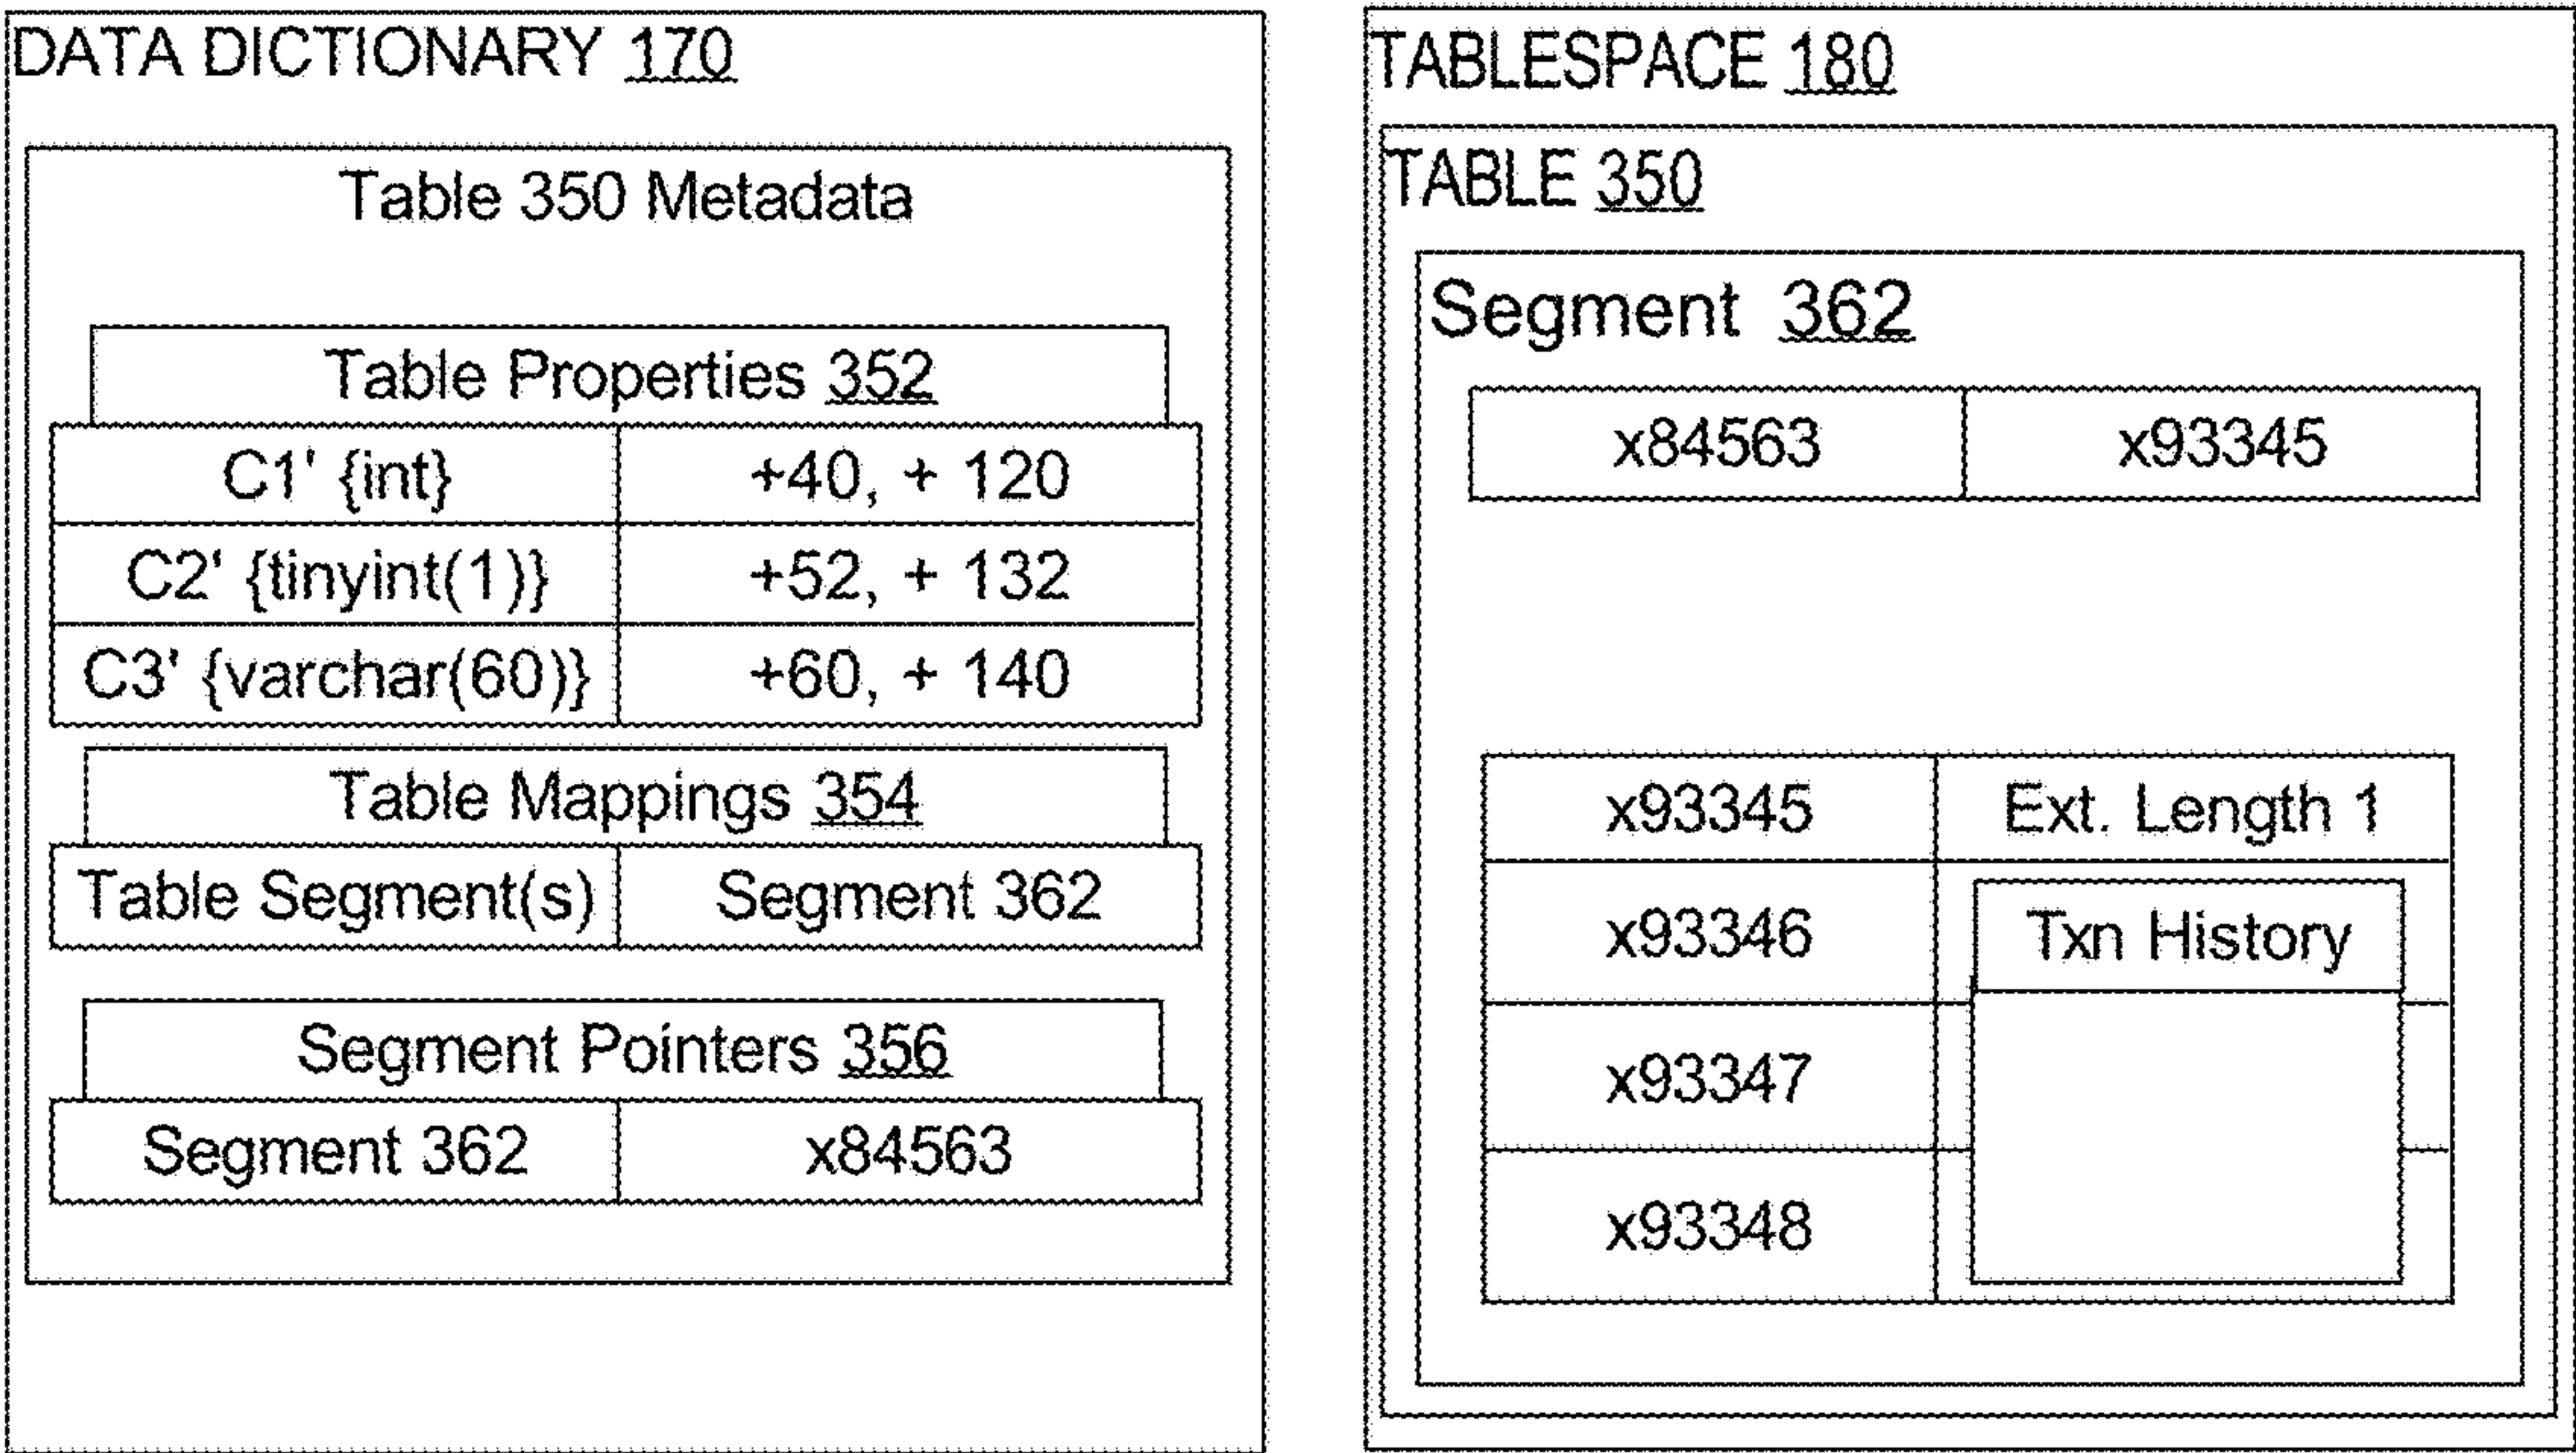 DATA DICTIONARY 170
Table 350 Metadata
Table Properties 352
C1' {int} +40, + 120
C2' {tinyint(1)} +52, + 132
C3' {varchar(60)} +60, + 140
Table Mappings 354
Table Segment(s) Segment 362
Segment Pointers 356
Segment 362 x84563
TABLESPACE 180
TABLE 350
Segment 362
x84563 x93345
x93345 Ext. Length 1
x93346 Txn History
x93347
x93348